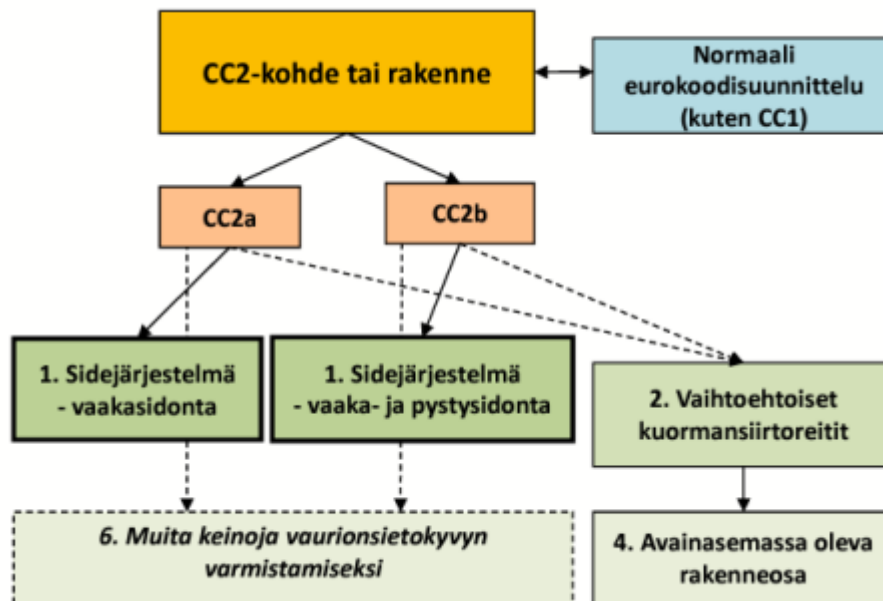 CC2-kohde tai rakenne
Normaali
eurokoodisuunnittelu
(kuten CC1)
CC2a
CC2b
1. Sidejärjestelmä
- vaakasidonta
1. Sidejärjestelmä
- vaaka- ja pystysidonta
2. Vaihtoehtoiset
kuormansiirtoreitit
6. Muita keinoja vaurionsietokyvyn
varmistamiseksi
4. Avainasemassa oleva
rakenneosa